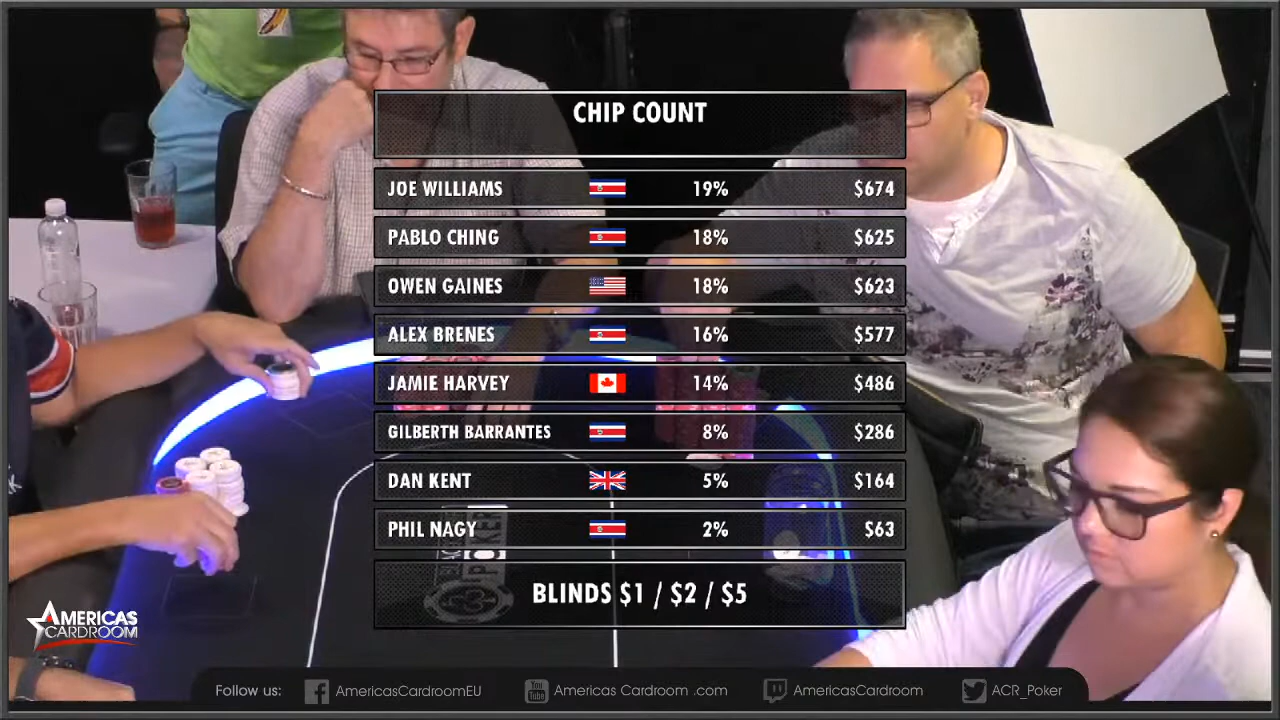 CHIP COUNT
JOE WILLIAMS 19% $674
PABLO CHING 18% $625
OWEN GAINES 18% $623
ALEX BRENES 16% $577
JAMIE HARVEY 14% $486
GILBERTH BARRANTES 8% $286
DAN KENT 5% $164
PHIL NAGY 2% $63
BLINDS $1 / $2 / $5
AMERICAS
CARDROOM
Follow us: AmericasCardroomEU You Tube Americas Cardroom .com AmericasCardroom ACR_Poker